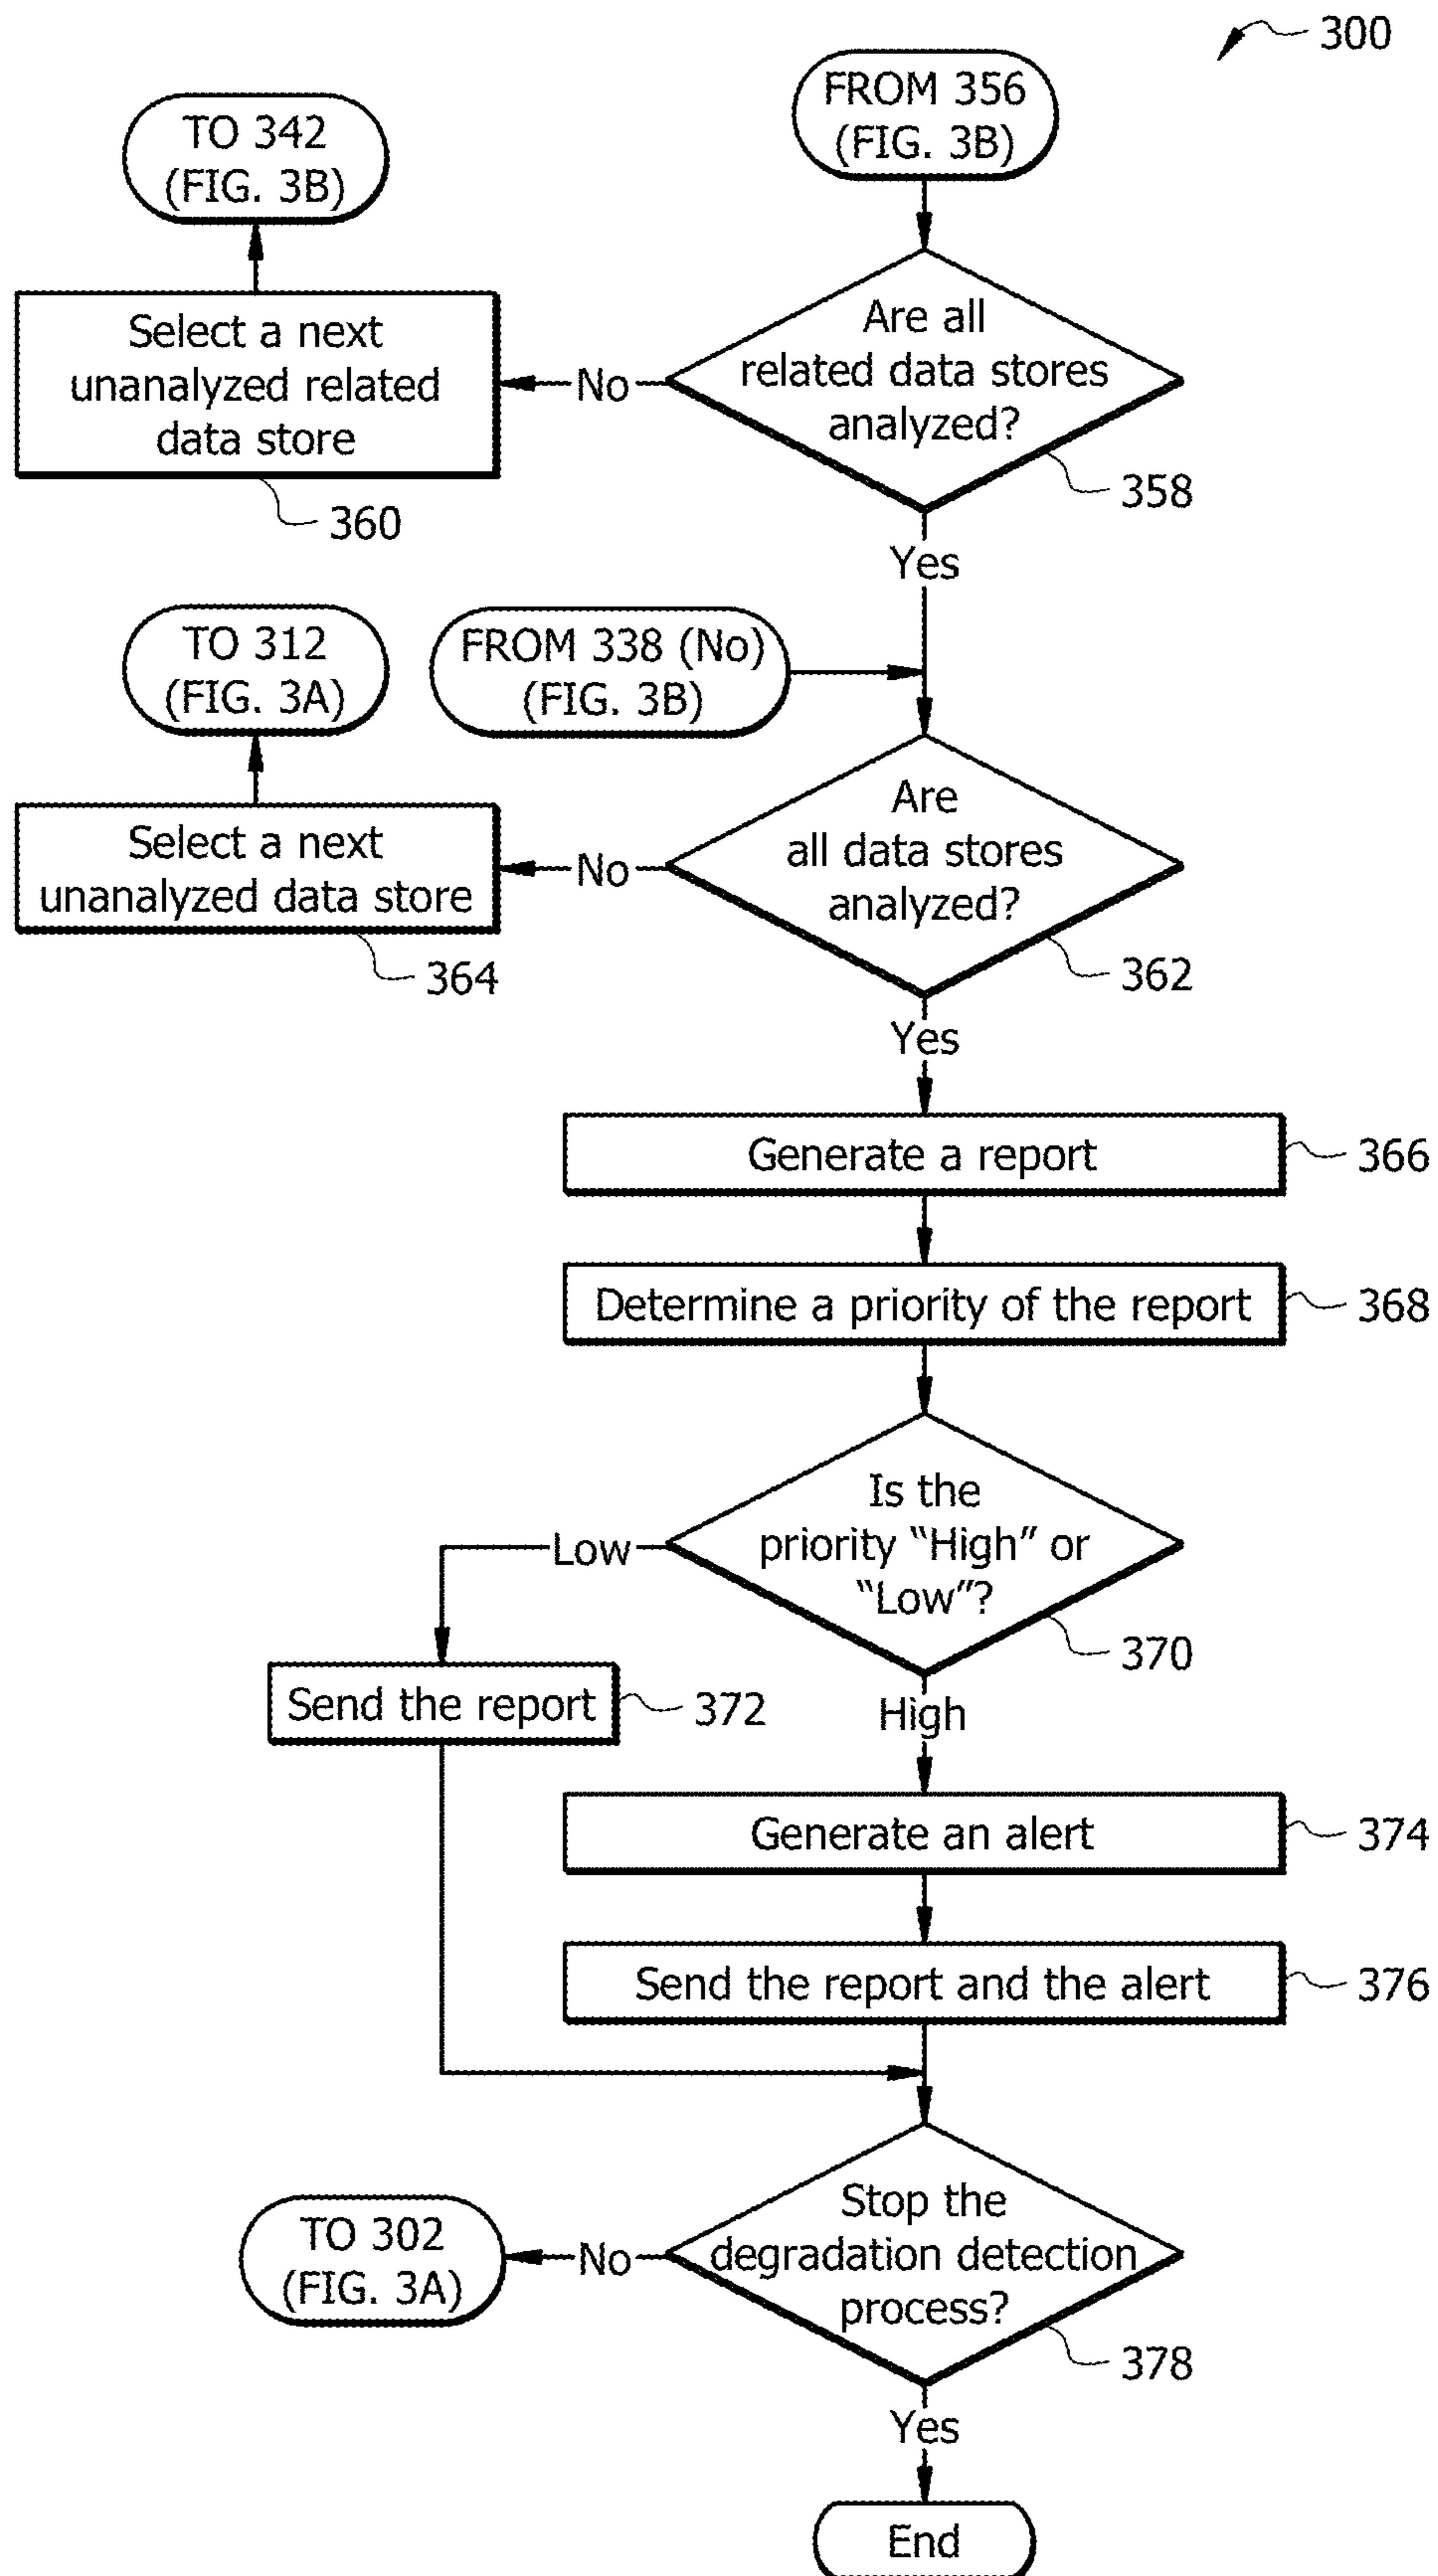 300
FROM 356
(FIG. 3B)
TO 342
(FIG. 3B)
Are all
related data stores
analyzed?
358
No
Select a next
unanalyzed related
data store
360
Yes
TO 312
(FIG. 3A)
FROM 338 (No)
(FIG. 3B)
Are
all data stores
analyzed?
362
No
Select a next
unanalyzed data store
364
Yes
Generate a report
366
Determine a priority of the report
368
Is the
priority “High” or
“Low”?
370
Low
Send the report
372
High
Generate an alert
374
Send the report and the alert
376
Stop the
degradation detection
process?
378
No
TO 302
(FIG. 3A)
Yes
End